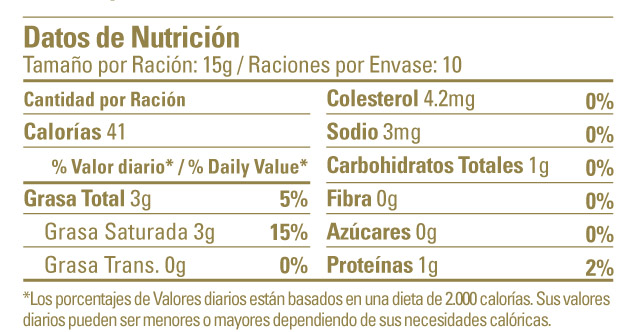 Datos de Nutrición
Tamaño por Ración: 15g / Raciones por Envase: 10
Cantidad por Ración
Calorías 41
% Valor diario* / % Daily Value*
Grasa Total 3g 5%
Grasa Saturada 3g 15%
Grasa Trans. 0g 0%
Colesterol 4.2mg 0%
Sodio 3mg 0%
Carbohidratos Totales 1g 0%
Fibra 0g 0%
Azúcares 0g 0%
Proteínas 1g 2%
*Los porcentajes de Valores diarios están basados en una dieta de 2.000 calorías. Sus valores
diarios pueden ser menores o mayores dependiendo de sus necesidades calóricas.